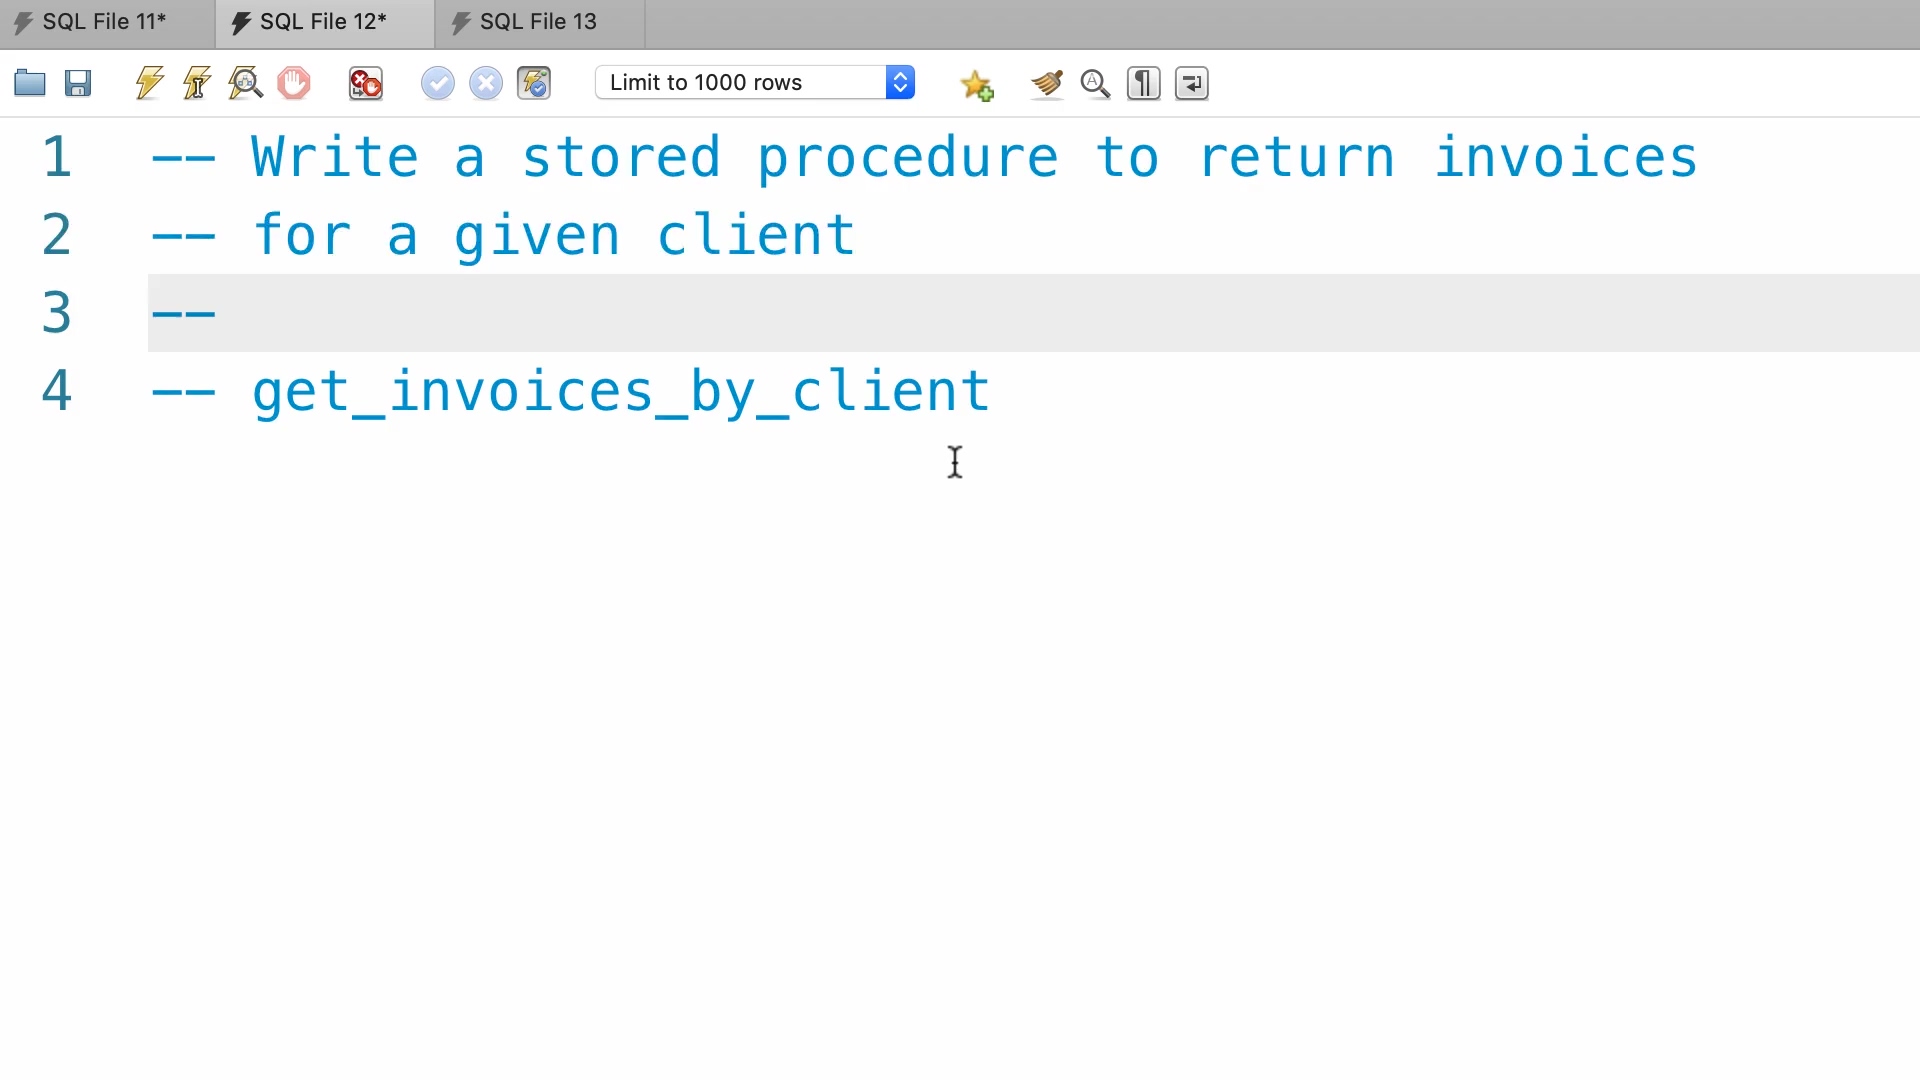 SQL File 11* SQL File 12* SQL File 13
Limit to 1000 rows
1 -- Write a stored procedure to return invoices
2 -- for a given client
3 --
4 -- get_invoices_by_client